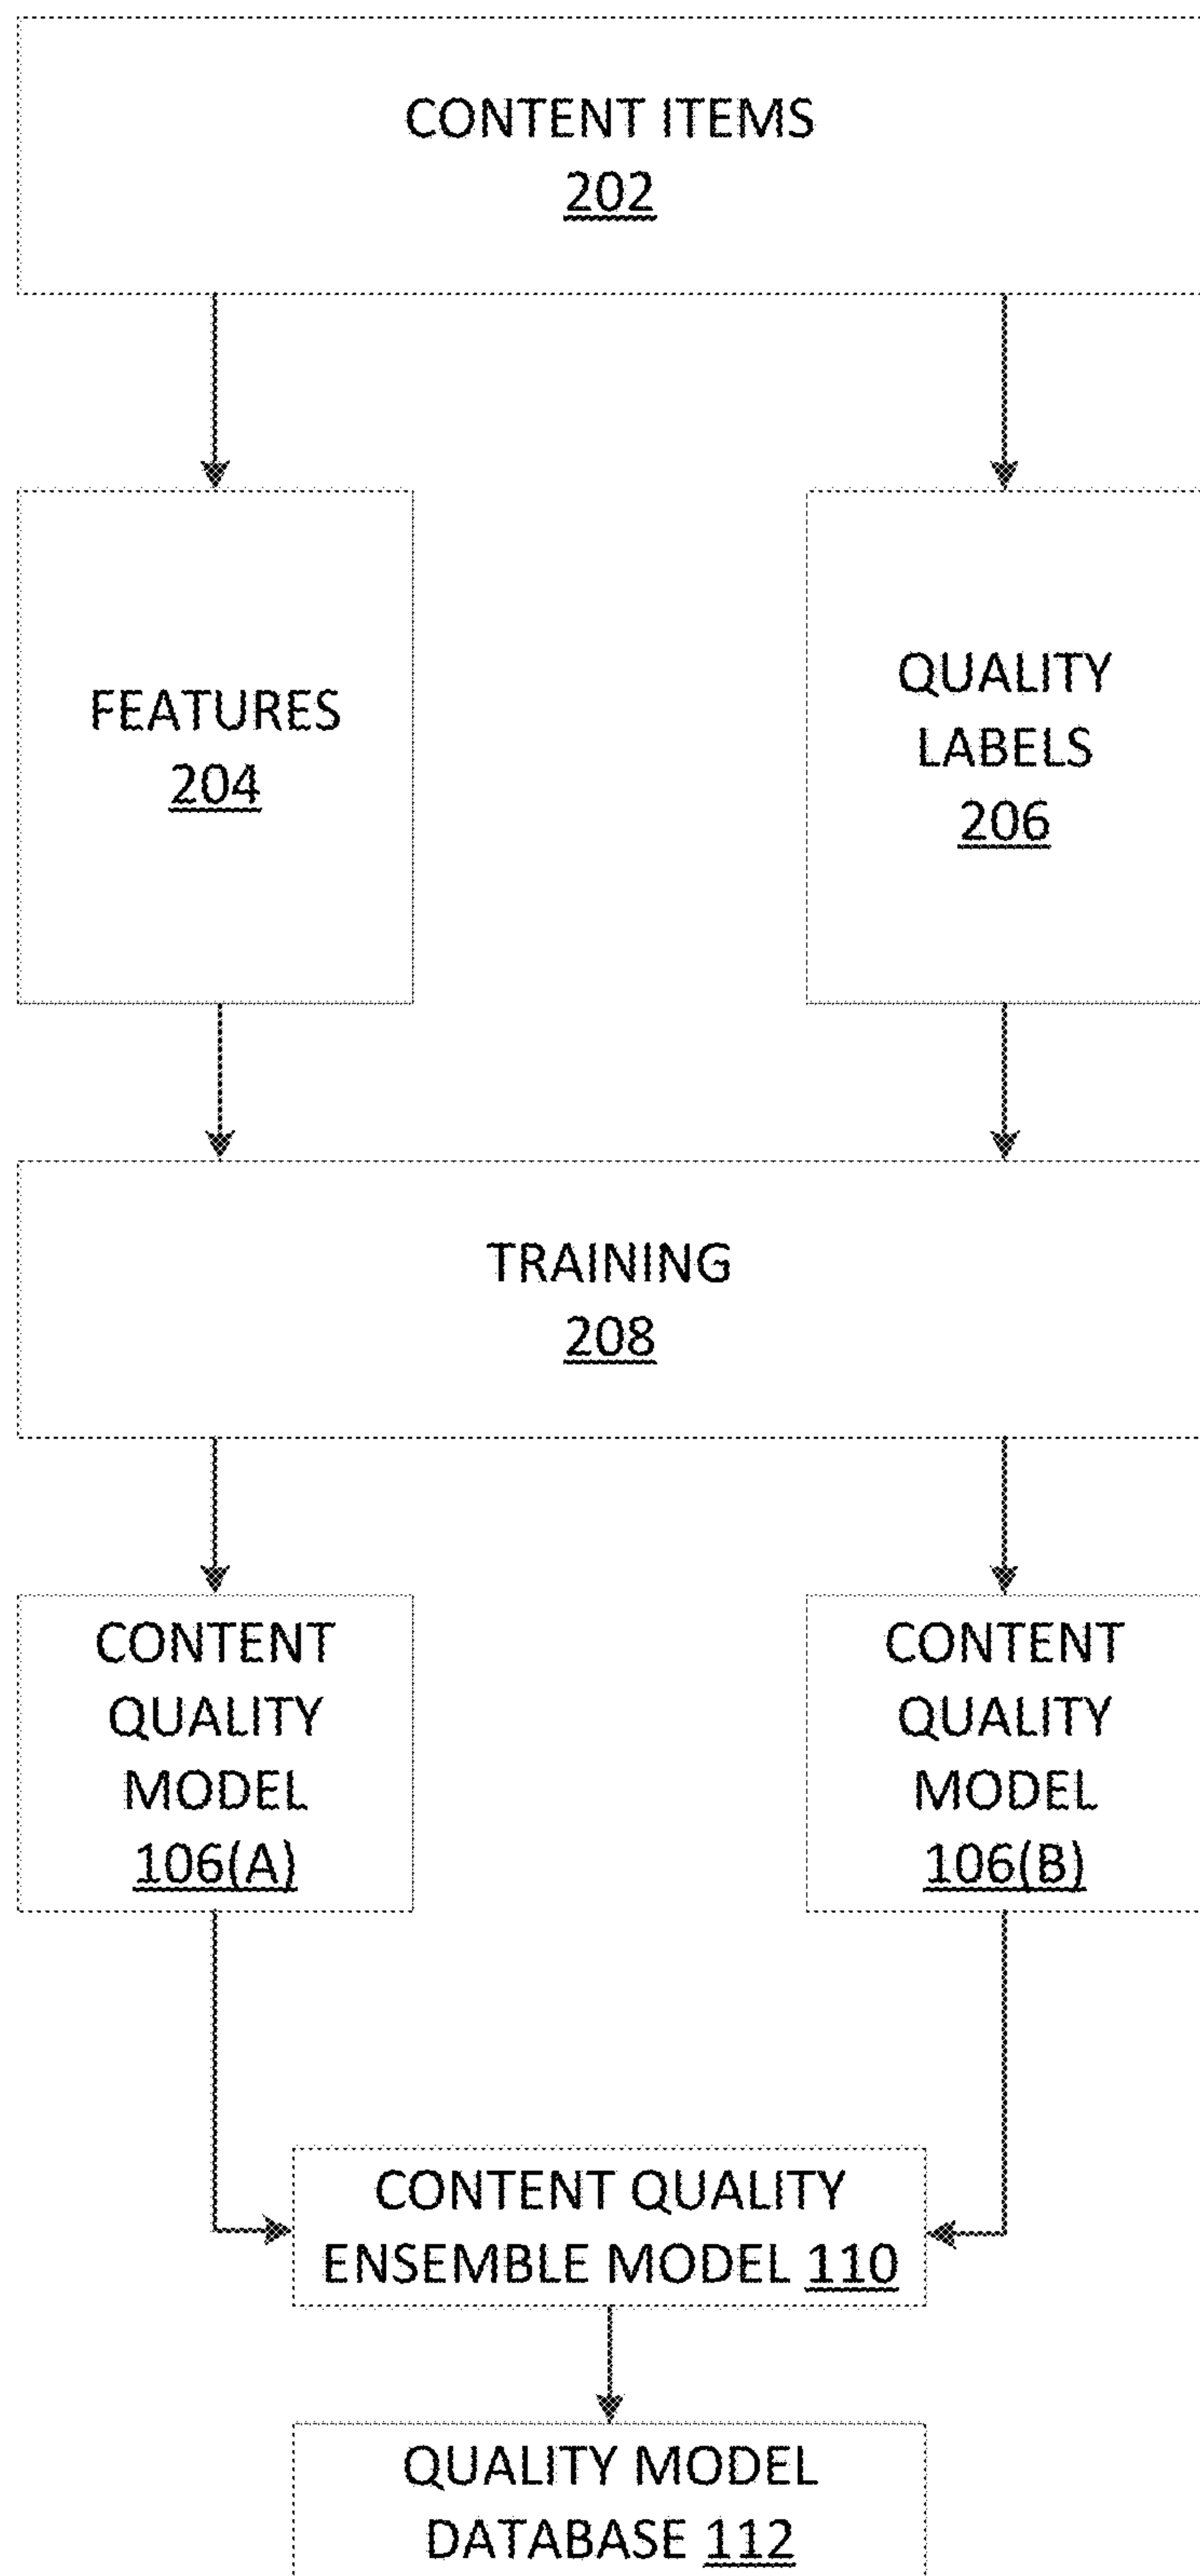 CONTENT ITEMS
202
FEATURES
204
QUALITY
LABELS
206
TRAINING
208
CONTENT
QUALITY
MODEL
106(A)
CONTENT
QUALITY
MODEL
106(B)
CONTENT QUALITY
ENSEMBLE MODEL 110
QUALITY MODEL
DATABASE 112